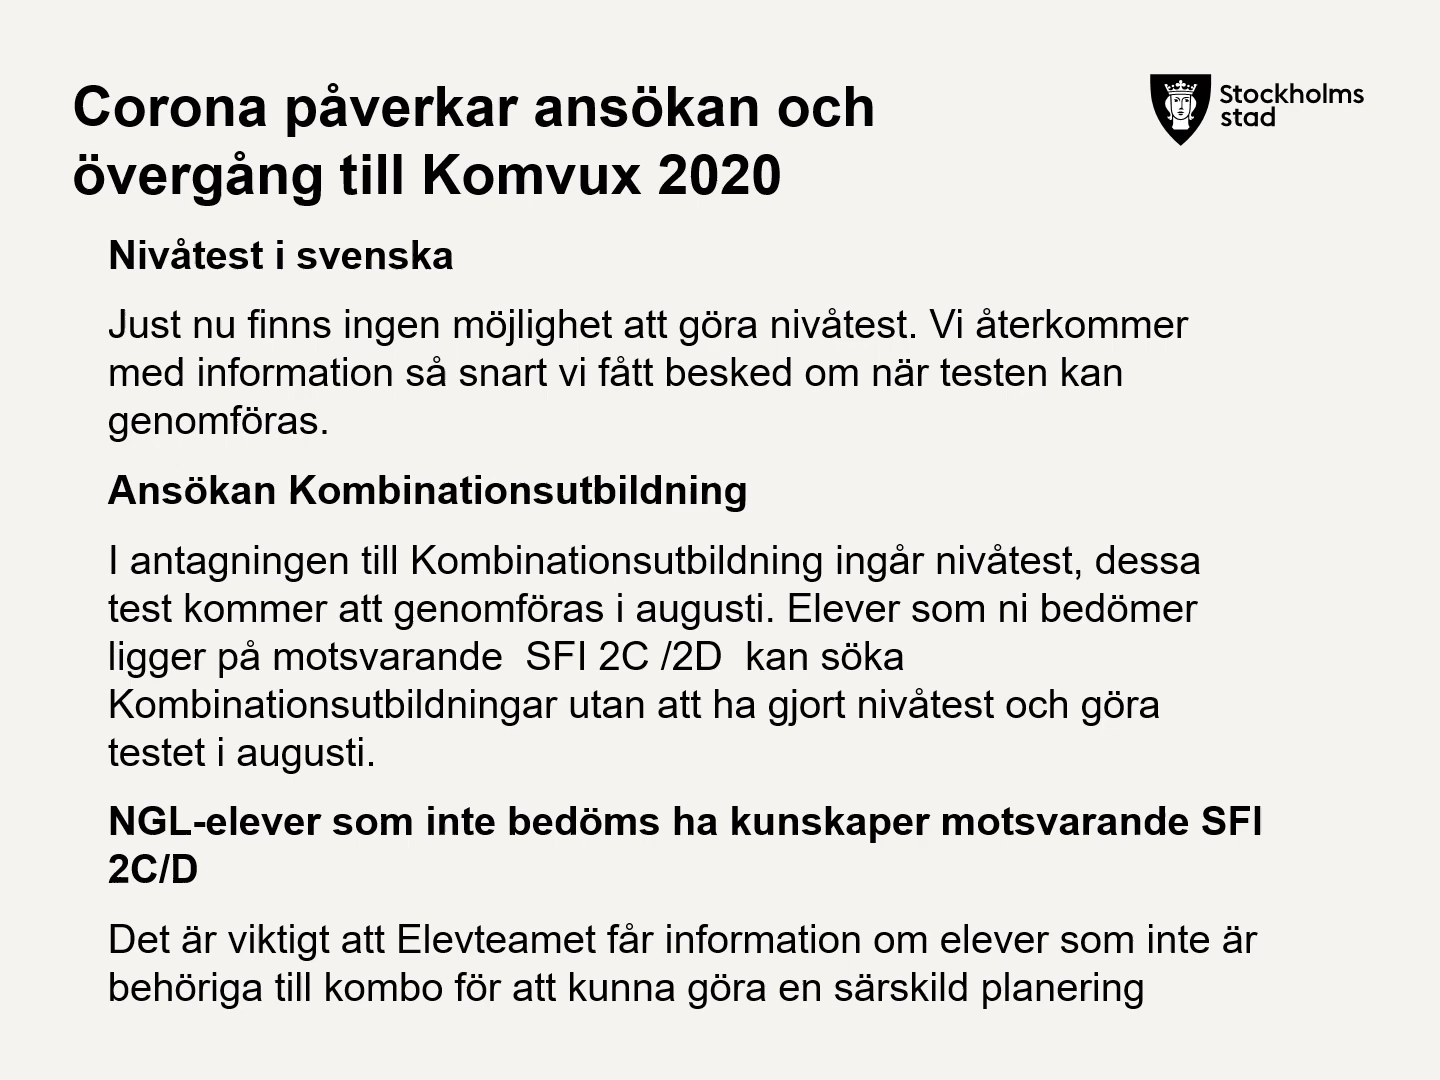 Corona påverkar ansökan och
övergång till Komvux 2020
Stockholms
stad
Nivåtest i svenska
Just nu finns ingen möjlighet att göra nivåtest. Vi återkommer
med information så snart vi fått besked om när testen kan
genomföras.
Ansökan Kombinationsutbildning
I antagningen till Kombinationsutbildning ingår nivåtest, dessa
test kommer att genomföras i augusti. Elever som ni bedömer
ligger på motsvarande  SFI 2C /2D  kan söka
Kombinationsutbildningar utan att ha gjort nivåtest och göra
testet i augusti.
NGL-elever som inte bedöms ha kunskaper motsvarande SFI
2C/D
Det är viktigt att Elevteamet får information om elever som inte är
behöriga till kombo för att kunna göra en särskild planering